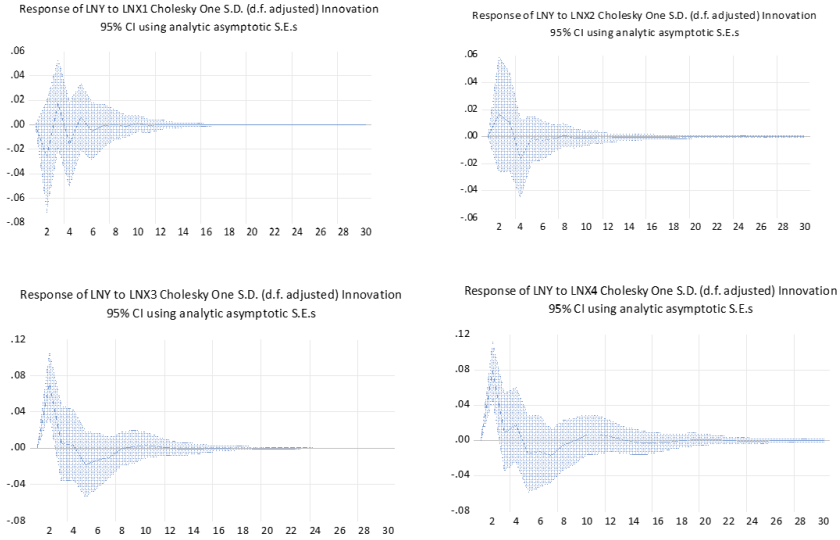 Response of LNY to LNX1 Cholesky One S.D. (d.f. adjusted) Innovation
95% CI using analytic asymptotic S.E.s
.06
.04
.02
.00
-.02
-.04
-.06
-.08
2 4 6 8 10 12 14 16 18 20 22 24 26 28 30
Response of LNY to LNX2 Cholesky One S.D. (d.f. adjusted) Innovation
95% CI using analytic asymptotic S.E.s
.06
.04
.02
.00
-.02
-.04
-.06
2 4 6 8 10 12 14 16 18 20 22 24 26 28 30
Response of LNY to LNX3 Cholesky One S.D. (d.f. adjusted) Innovation
95% CI using analytic asymptotic S.E.s
.12
.08
.04
.00
-.04
-.08
2 4 6 8 10 12 14 16 18 20 22 24 26 28 30
Response of LNY to LNX4 Cholesky One S.D. (d.f. adjusted) Innovation
95% CI using analytic asymptotic S.E.s
.12
.08
.04
.00
-.04
-.08
2 4 6 8 10 12 14 16 18 20 22 24 26 28 30